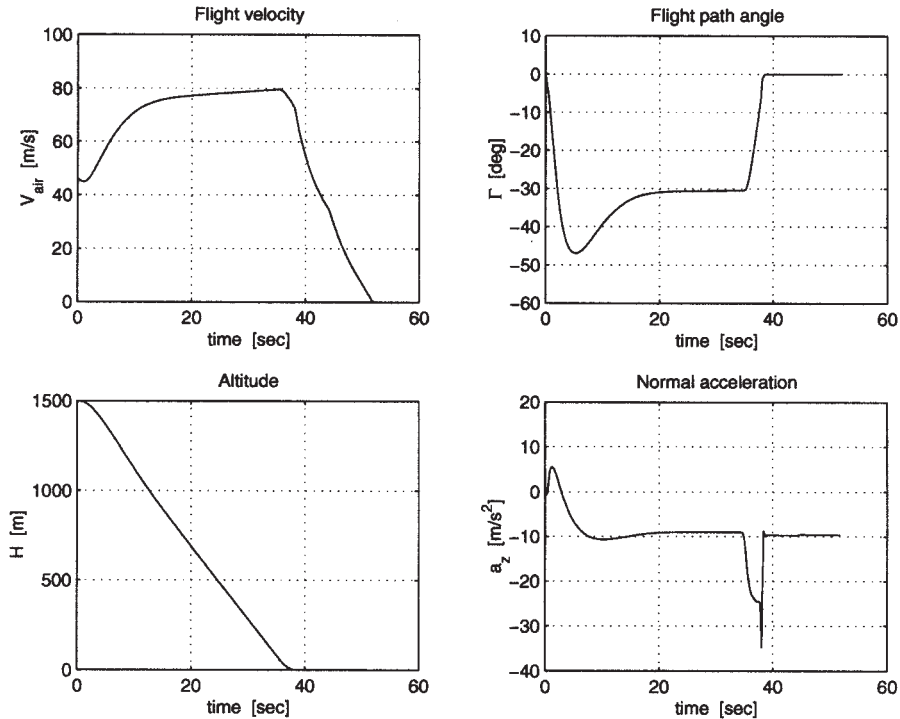 Flight velocity
100
80
60
40
20
0
V_air [m/s]
0 20 40 60
time [sec]
Flight path angle
10
0
−10
−20
−30
−40
−50
−60
Γ [deg]
0 20 40 60
time [sec]
Altitude
1500
1000
500
0
H [m]
0 20 40 60
time [sec]
Normal acceleration
20
10
0
−10
−20
−30
−40
a_z [m/s²]
0 20 40 60
time [sec]